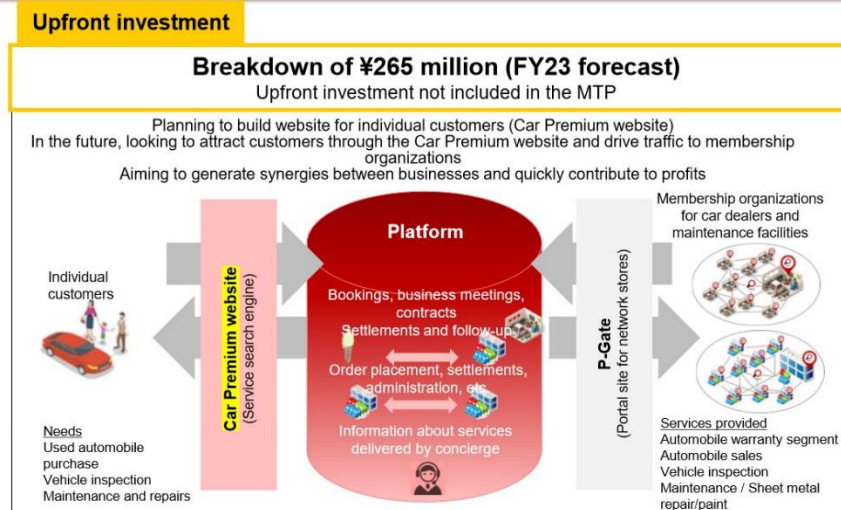 Upfront investment
Breakdown of ¥265 million (FY23 forecast)
Upfront investment not included in the MTP
Planning to build website for individual customers (Car Premium website)
In the future, looking to attract customers through the Car Premium website and drive traffic to membership
organizations
Aiming to generate synergies between businesses and quickly contribute to profits
Individual
customers
Needs
Used automobile
purchase
Vehicle inspection
Maintenance and repairs
Car Premium website
(Service search engine)
Platform
Bookings, business meetings,
contracts
Settlements and follow-up
Order placement, settlements,
administration, etc.
Information about services
delivered by concierge
P-Gate
(Portal site for network stores)
Membership organizations
for car dealers and
maintenance facilities
Services provided
Automobile warranty segment
Automobile sales
Vehicle inspection
Maintenance / Sheet metal
repair/paint